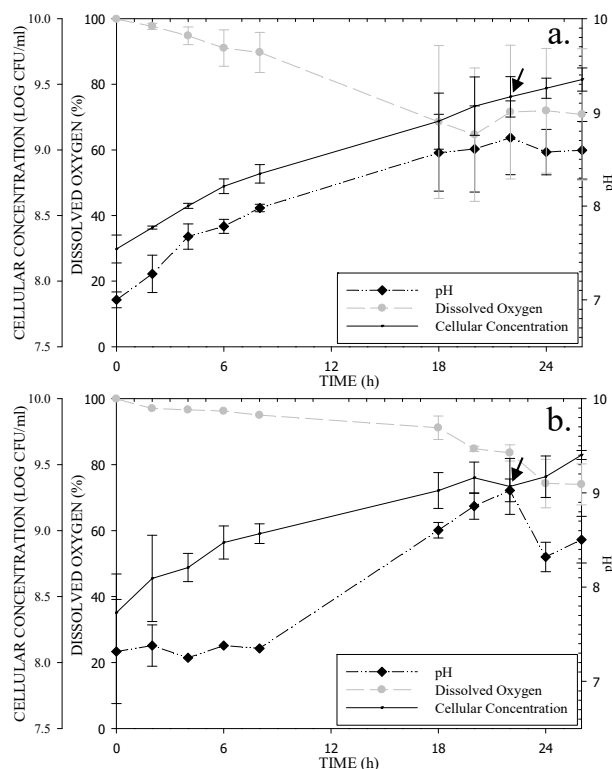 a.
CELLULAR CONCENTRATION (LOG CFU/ml)
10.0
9.5
9.0
8.5
8.0
7.5
DISSOLVED OXYGEN (%)
100
80
60
40
20
0
pH
10
9
8
7
pH
Dissolved Oxygen
Cellular Concentration
0 6 12 18 24
TIME (h)
b.
CELLULAR CONCENTRATION (LOG CFU/ml)
10.0
9.5
9.0
8.5
8.0
7.5
DISSOLVED OXYGEN (%)
100
80
60
40
20
0
pH
10
9
8
7
pH
Dissolved Oxygen
Cellular Concentration
0 6 12 18 24
TIME (h)